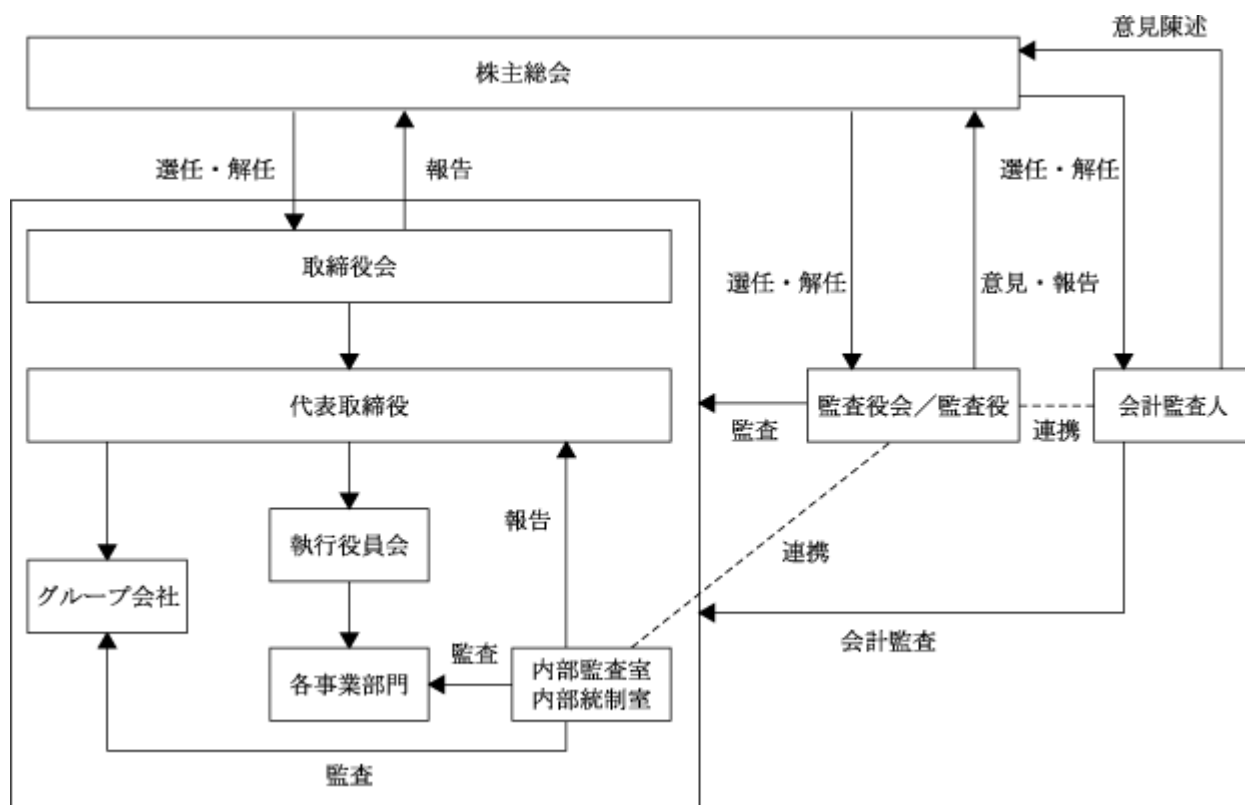 意見陳述
株主総会
選任・解任
報告
選任・解任
取締役会
選任・解任
意見・報告
代表取締役
監査役会／監査役
会計監査人
監査
連携
報告
執行役員会
連携
グループ会社
会計監査
監査
内部監査室
内部統制室
各事業部門
監査